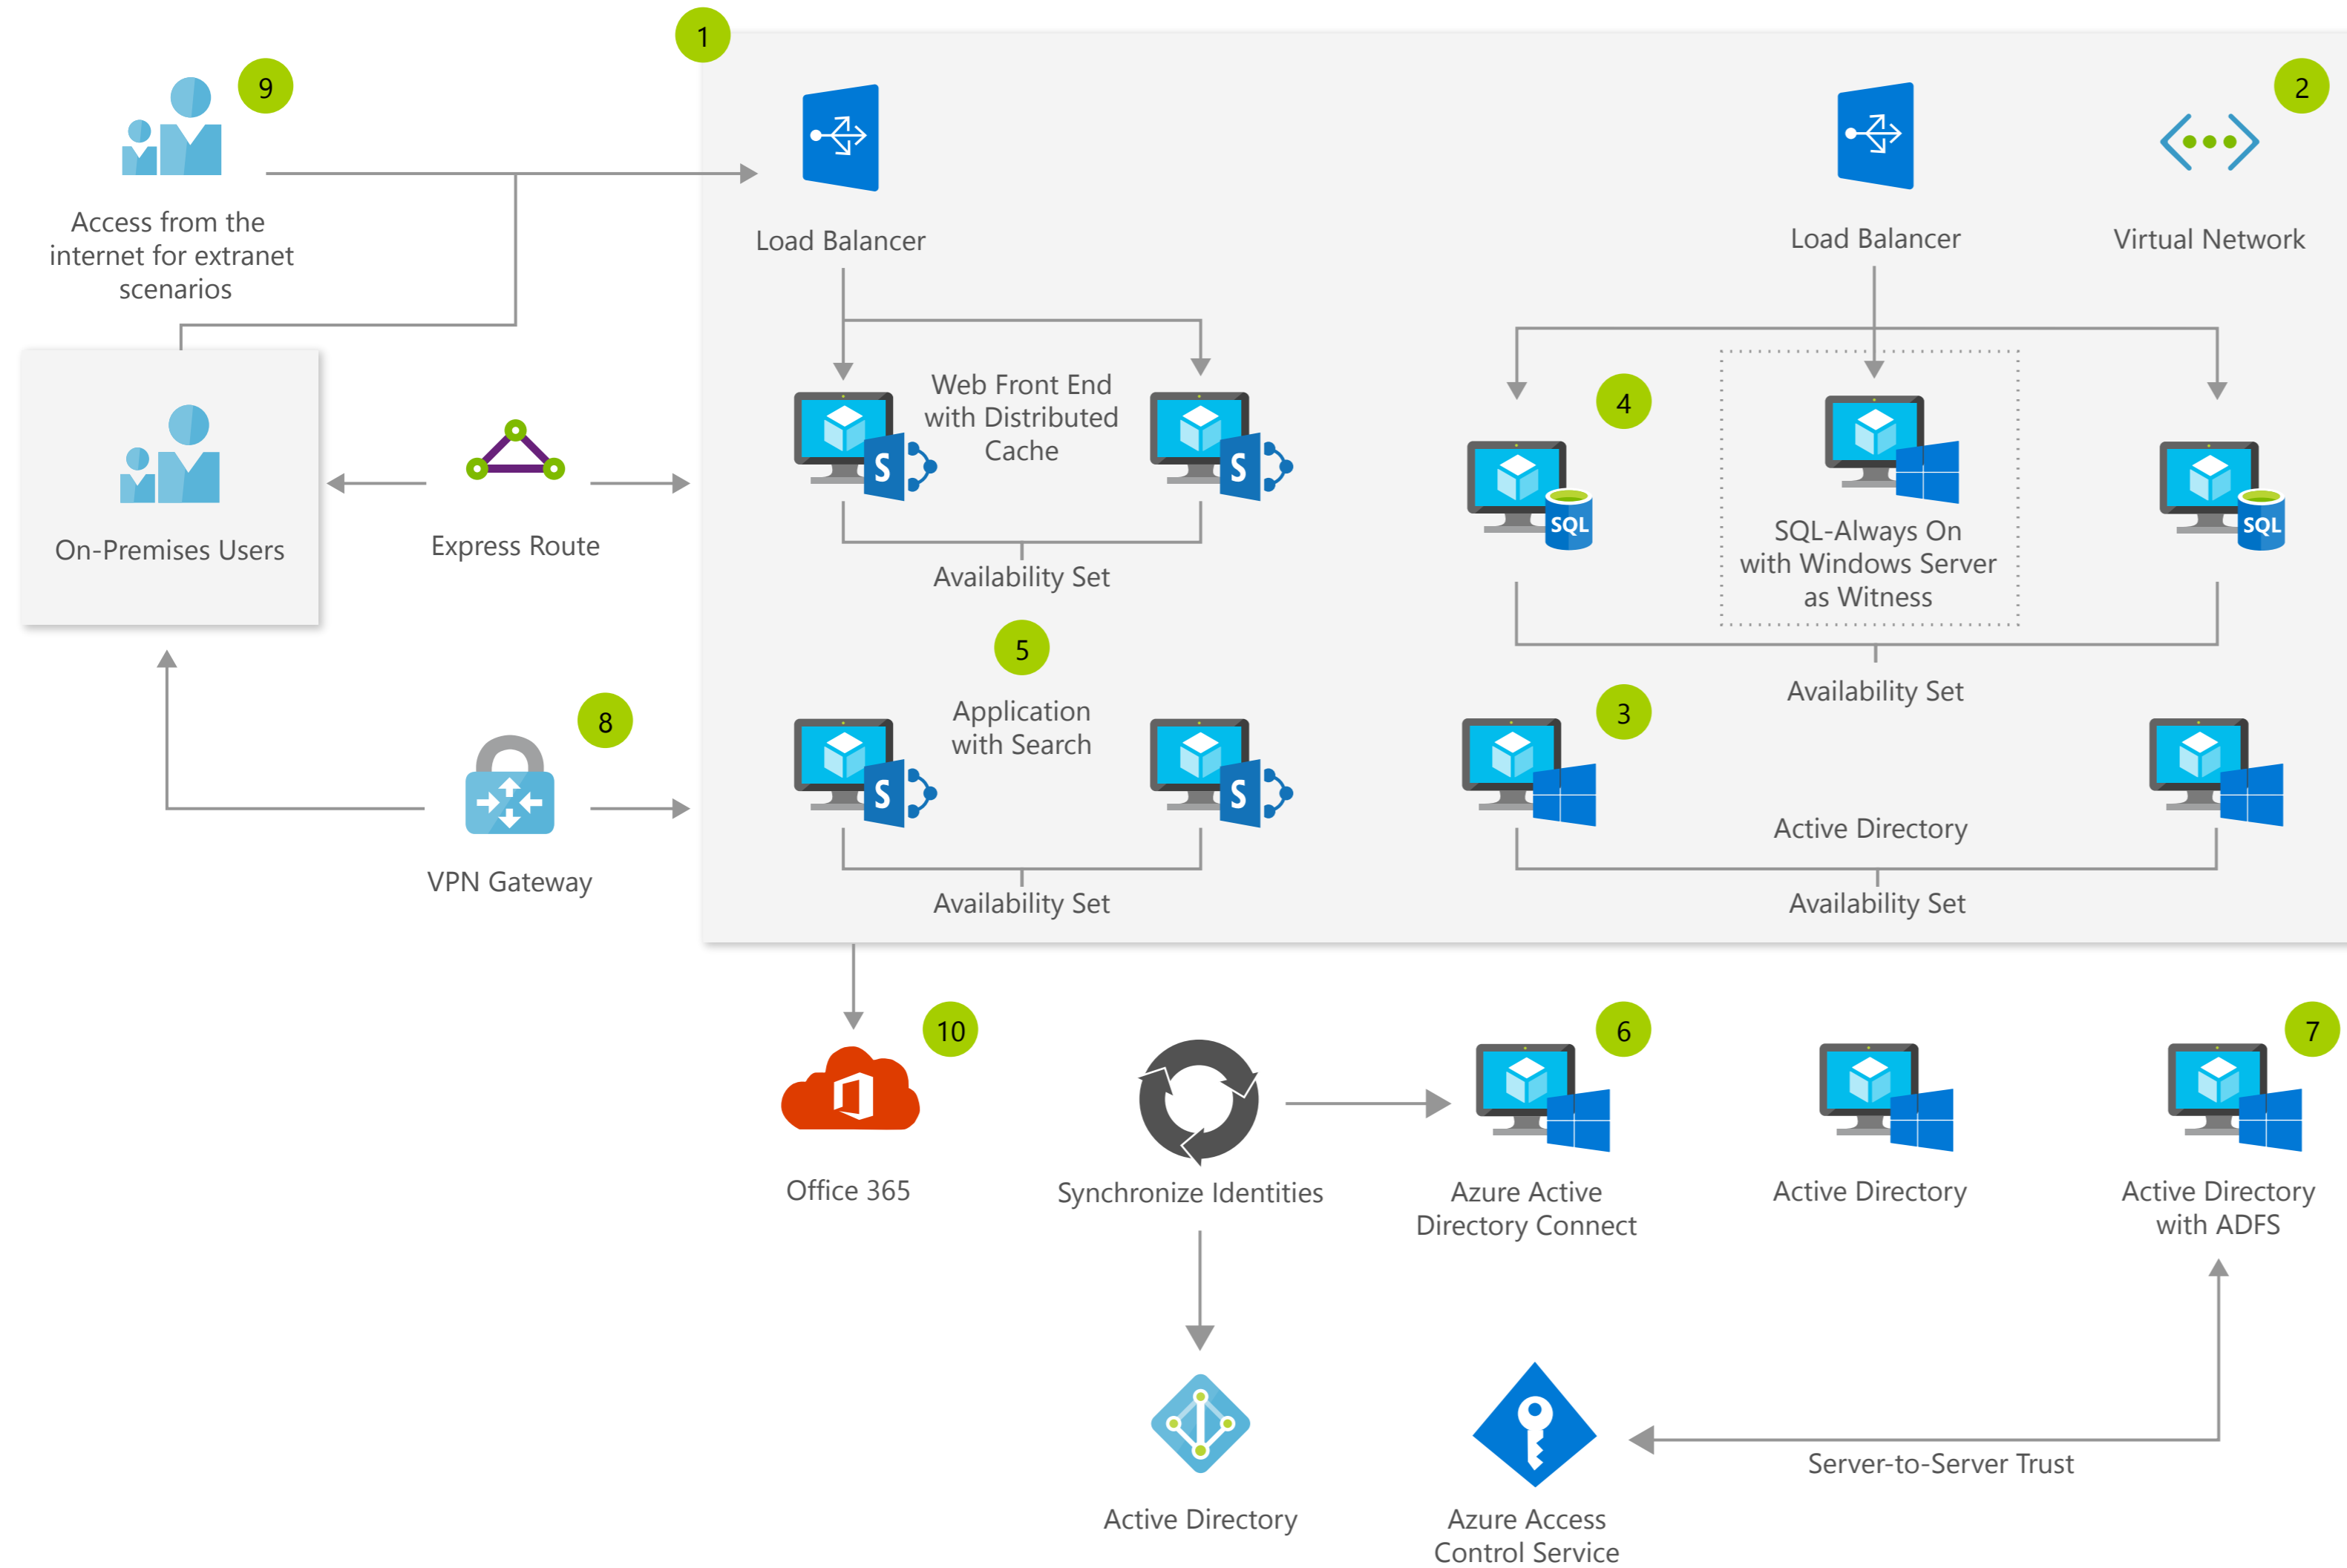 1
9
2
Access from the
internet for extranet
scenarios
Load Balancer
Load Balancer
Virtual Network
Web Front End
with Distributed
Cache
4
S
S
SQL
SQL
On-Premises Users
Express Route
SQL-Always On
with Windows Server
as Witness
Availability Set
5
Availability Set
8
Application
with Search
3
S
S
Active Directory
VPN Gateway
Availability Set
Availability Set
10
6
7
Office 365
Synchronize Identities
Azure Active
Directory Connect
Active Directory
Active Directory
with ADFS
Server-to-Server Trust
Active Directory
Azure Access
Control Service